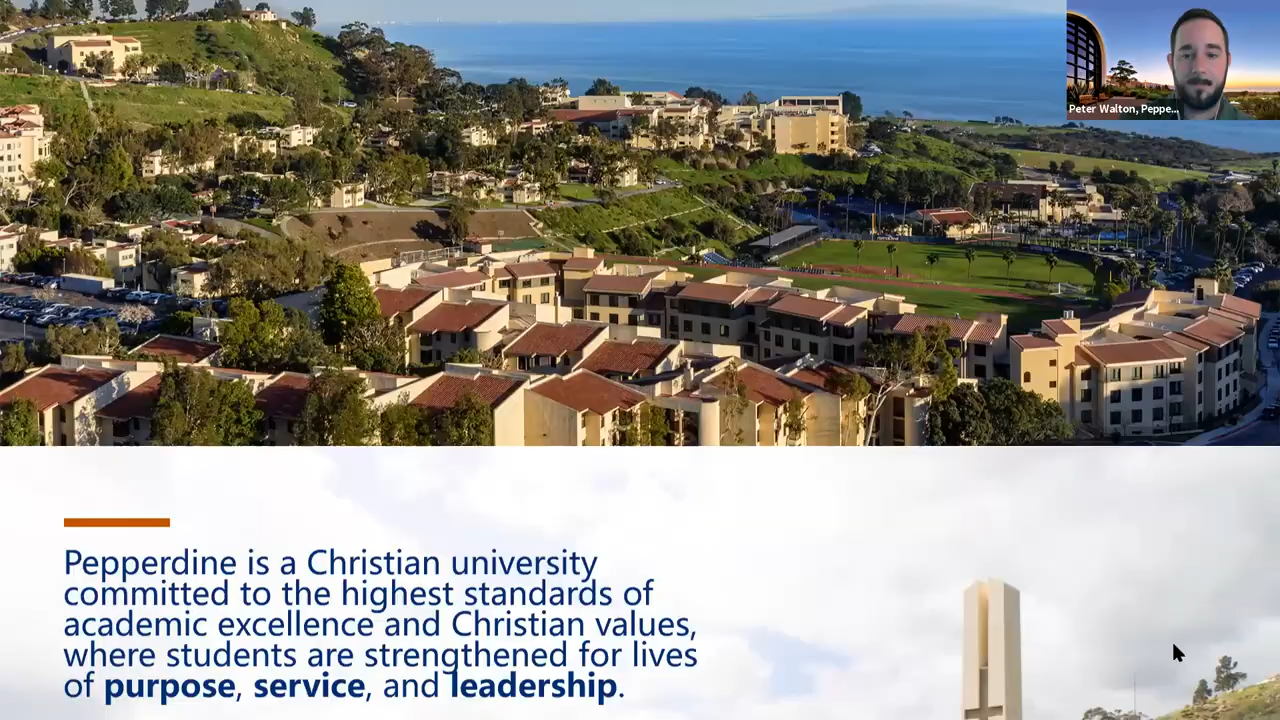 Peter Walton, Peppe...
Pepperdine is a Christian university
committed to the highest standards of
academic excellence and Christian values,
where students are strengthened for lives
of purpose, service, and leadership.